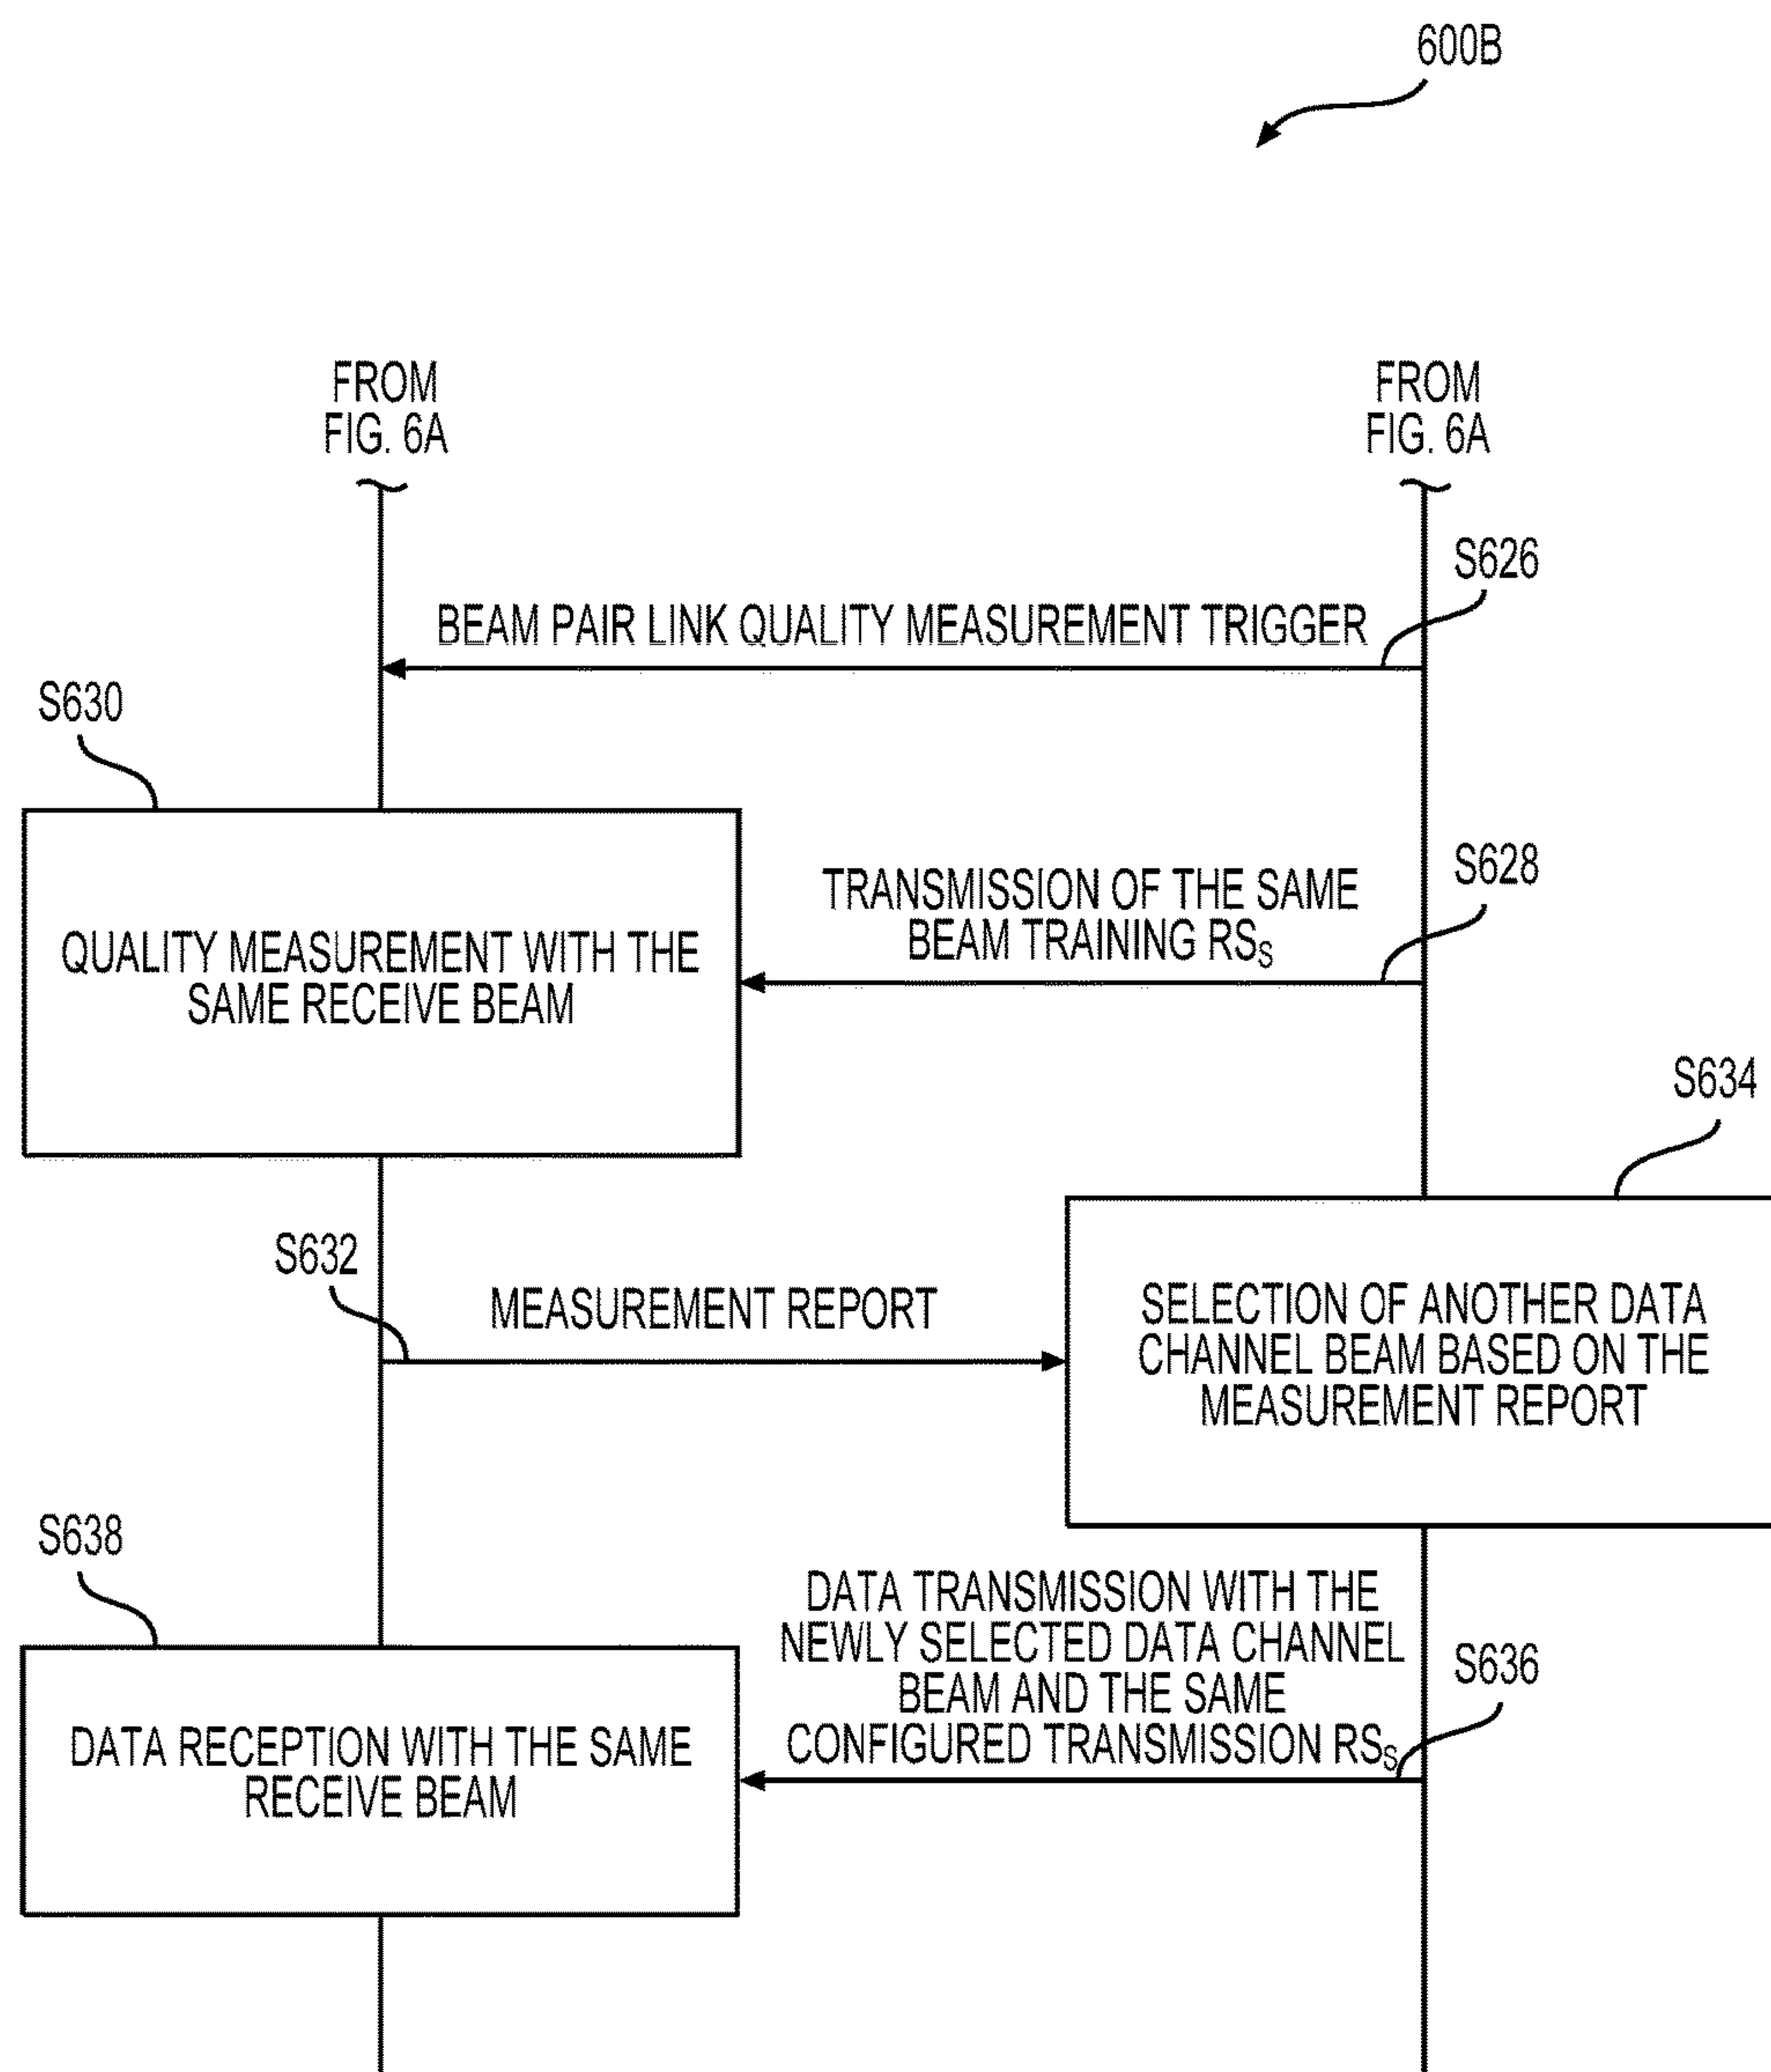 600B
FROM
FIG. 6A
FROM
FIG. 6A
S626
BEAM PAIR LINK QUALITY MEASUREMENT TRIGGER
S630
S628
TRANSMISSION OF THE SAME
BEAM TRAINING RSS
QUALITY MEASUREMENT WITH THE
SAME RECEIVE BEAM
S634
S632
MEASUREMENT REPORT
SELECTION OF ANOTHER DATA
CHANNEL BEAM BASED ON THE
MEASUREMENT REPORT
S638
DATA TRANSMISSION WITH THE
NEWLY SELECTED DATA CHANNEL
BEAM AND THE SAME
CONFIGURED TRANSMISSION RSS
S636
DATA RECEPTION WITH THE SAME
RECEIVE BEAM